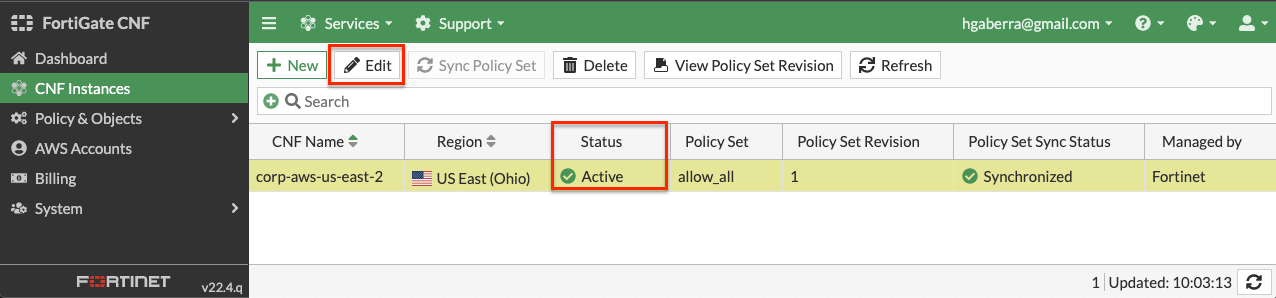 FortiGate CNF
Services Support hgaberra@gmail.com
Dashboard
CNF Instances
Policy & Objects
AWS Accounts
Billing
System
New Edit Sync Policy Set Delete View Policy Set Revision Refresh
Search
CNF Name Region Status Policy Set Policy Set Revision Policy Set Sync Status Managed by
corp-aws-us-east-2 US East (Ohio) Active allow_all 1 Synchronized Fortinet
FORTINET v22.4.q
1 Updated: 10:03:13